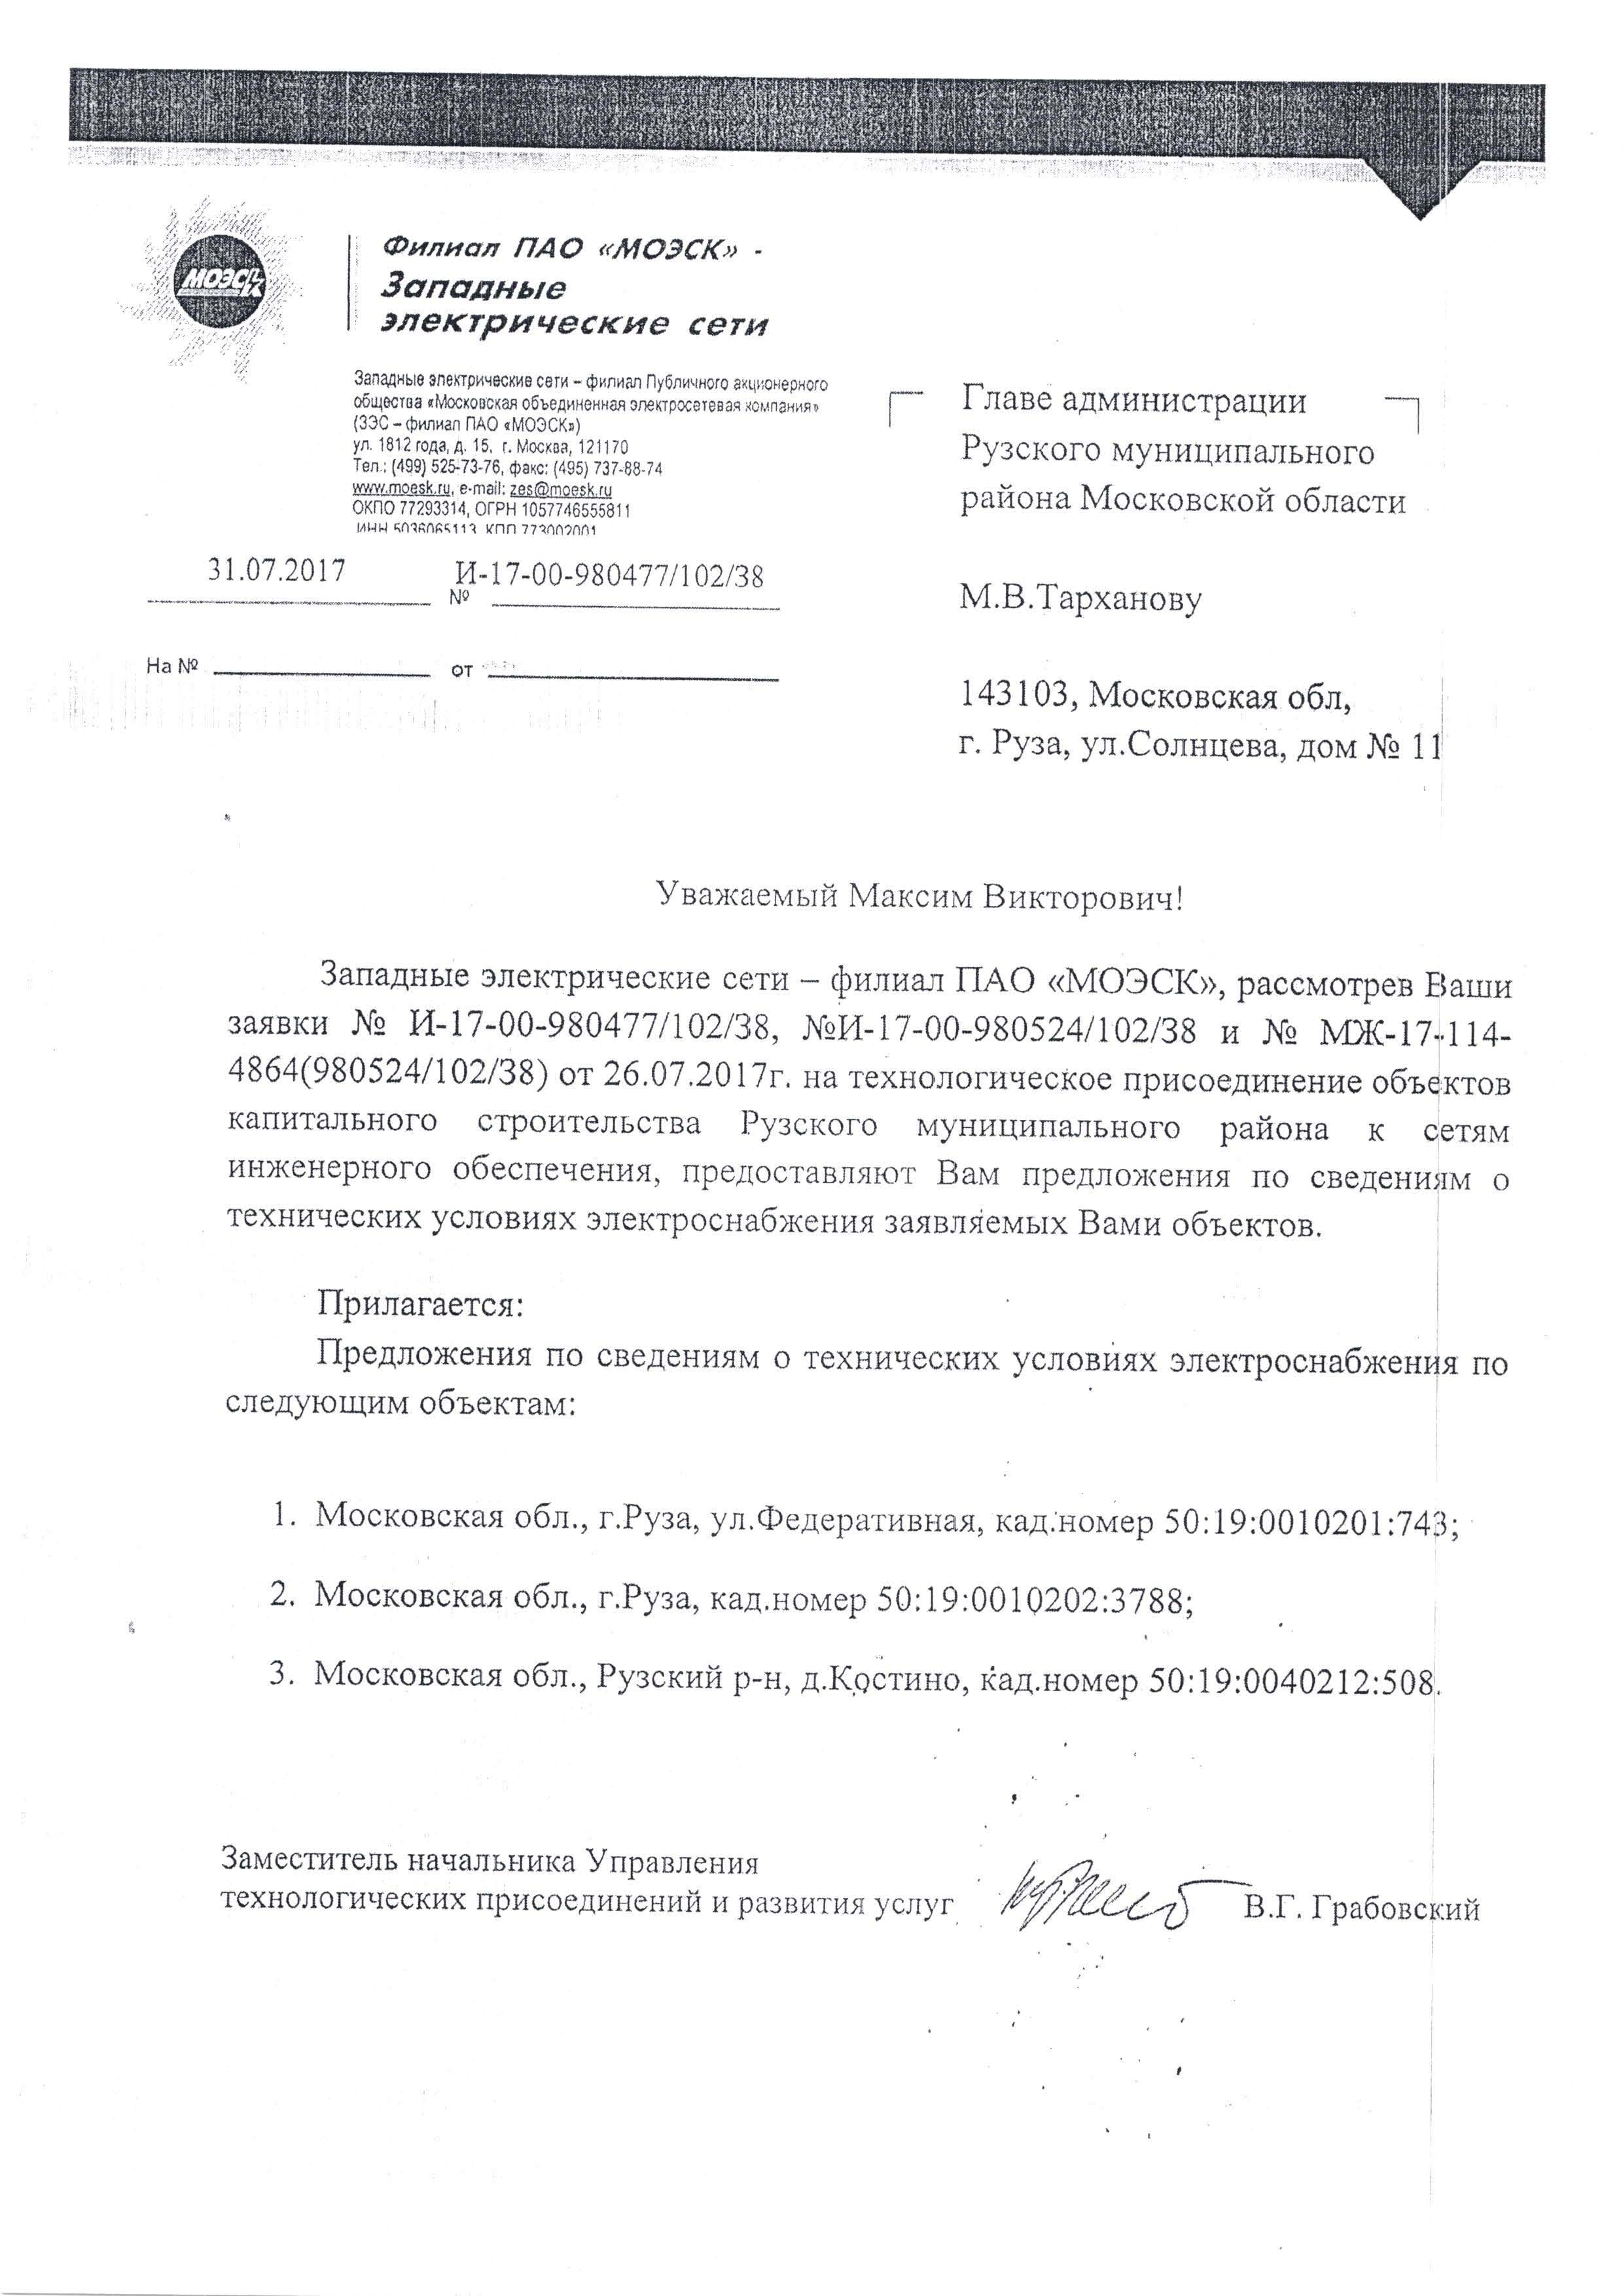 МОЭСК
Филиал ПАО «МОЭСК» -
Западные
электрические сети
Западные электрические сети – филиал Публичного акционерного
общества «Московская объединенная электросетевая компания»
(ЗЭС – филиал ПАО «МОЭСК»)
ул. 1812 года, д. 15, г. Москва, 121170
Тел.: (499) 525-73-76, факс: (495) 737-88-74
www.moesk.ru, e-mail: zes@moesk.ru
ОКПО 77293314, ОГРН 1057746555811
ИНН 5036065113 КПП 773002001
31.07.2017 И-17-00-980477/102/38
№
На № от
Главе администрации
Рузского муниципального
района Московской области
М.В.Тарханову
143103, Московская обл,
г. Руза, ул.Солнцева, дом № 11
Уважаемый Максим Викторович!
Западные электрические сети – филиал ПАО «МОЭСК», рассмотрев Ваши
заявки № И-17-00-980477/102/38, №И-17-00-980524/102/38 и № МЖ-17-114-
4864(980524/102/38) от 26.07.2017г. на технологическое присоединение объектов
капитального строительства Рузского муниципального района к сетям
инженерного обеспечения, предоставляют Вам предложения по сведениям о
технических условиях электроснабжения заявляемых Вами объектов.
Прилагается:
Предложения по сведениям о технических условиях электроснабжения по
следующим объектам:
1. Московская обл., г.Руза, ул.Федеративная, кад.номер 50:19:0010201:743;
2. Московская обл., г.Руза, кад.номер 50:19:0010202:3788;
3. Московская обл., Рузский р-н, д.Костино, кад.номер 50:19:0040212:508.
Заместитель начальника Управления
технологических присоединений и развития услуг В.Г. Грабовский